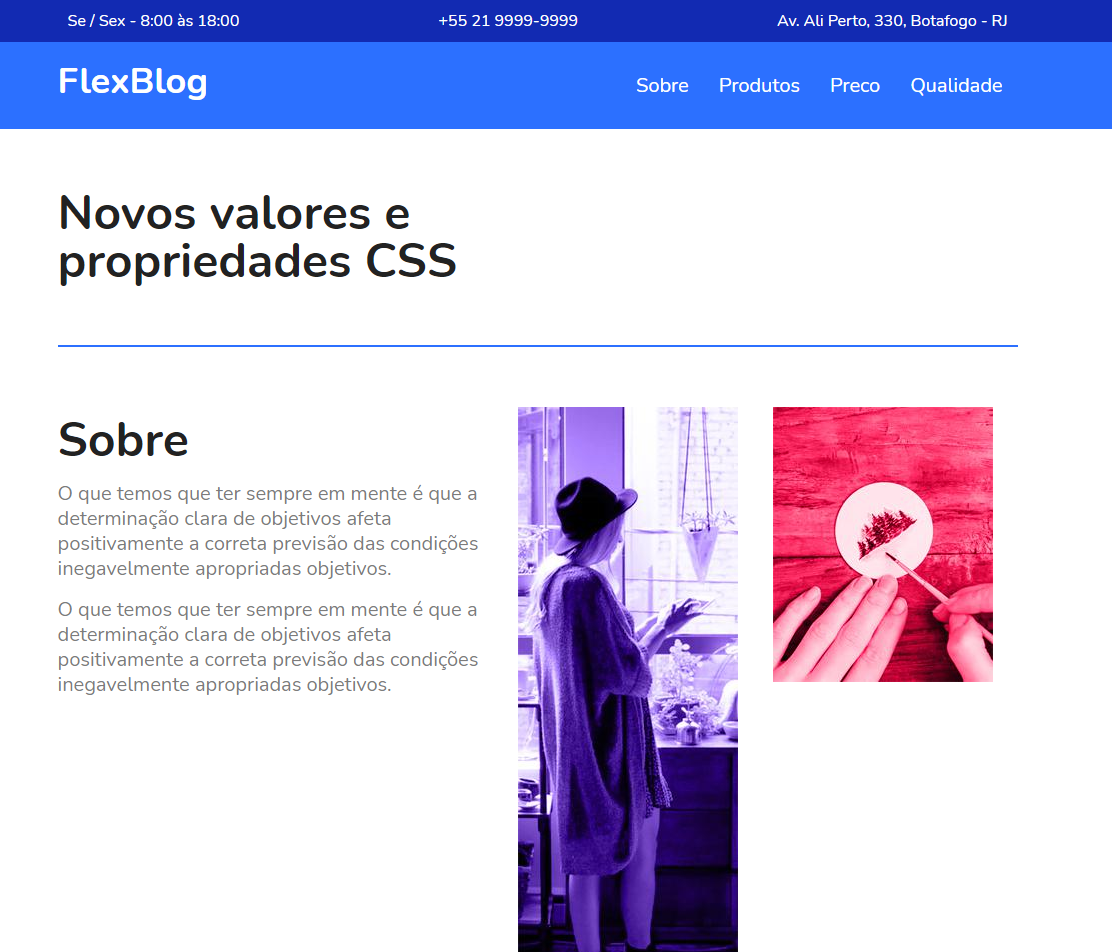 Se / Sex - 8:00 às 18:00
+55 21 9999-9999
Av. Ali Perto, 330, Botafogo - RJ
FlexBlog
Sobre
Produtos
Preco
Qualidade
Novos valores e
propriedades CSS
Sobre
O que temos que ter sempre em mente é que a
determinação clara de objetivos afeta
positivamente a correta previsão das condições
inegavelmente apropriadas objetivos.
O que temos que ter sempre em mente é que a
determinação clara de objetivos afeta
positivamente a correta previsão das condições
inegavelmente apropriadas objetivos.